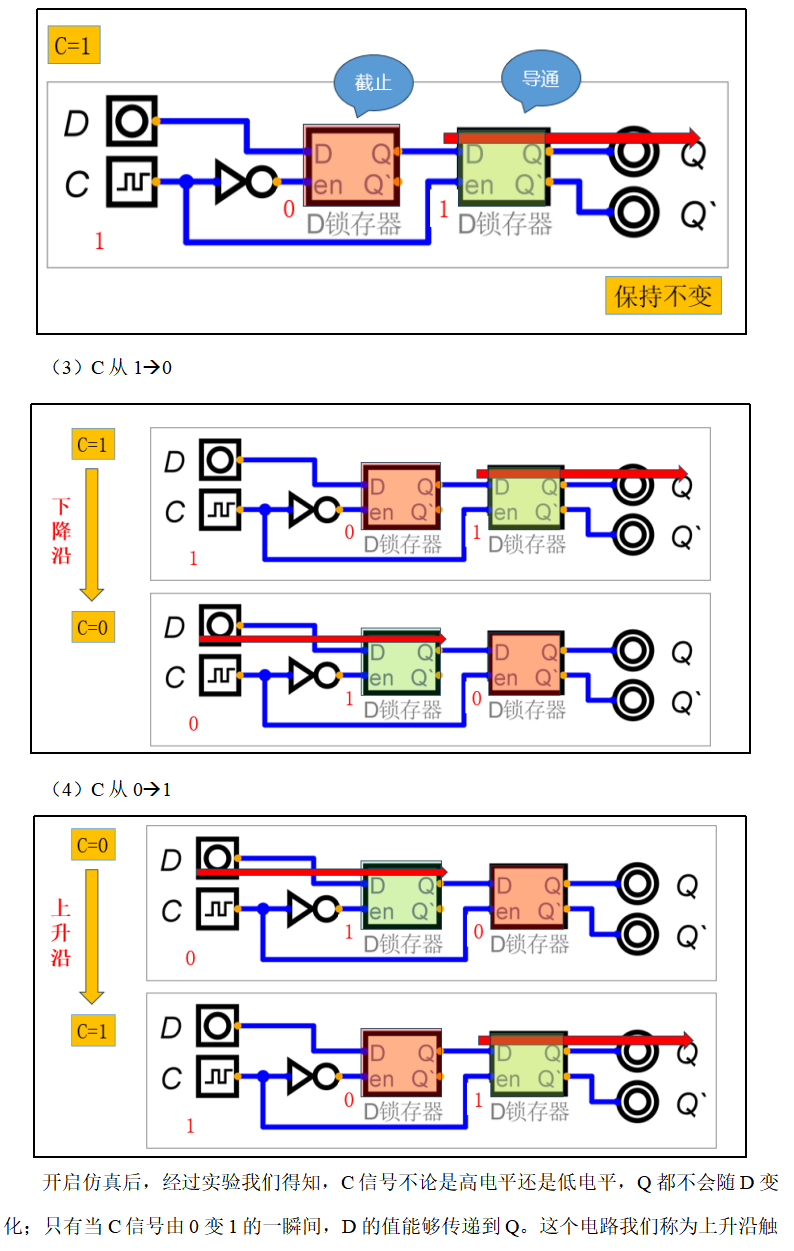 C=1
截止
导通
D
D Q
Q
C
en Q`
en Q`
0
1
Q`
1
D锁存器
D锁存器
保持不变
（3）C 从 1→0
C=1
下降沿
C=0
D
D Q
D Q
Q
C
en Q`
en Q`
0
1
Q`
1
D锁存器
D锁存器
D
D Q
D Q
Q
C
en Q`
en Q`
1
0
Q`
0
D锁存器
D锁存器
（4）C 从 0→1
C=0
上升沿
C=1
D
D Q
D Q
Q
C
en Q`
en Q`
1
0
Q`
0
D锁存器
D锁存器
D
D Q
D Q
Q
C
en Q`
en Q`
0
1
Q`
1
D锁存器
D锁存器
开启仿真后，经过实验我们得知，C 信号不论是高电平还是低电平，Q 都不会随 D 变
化；只有当 C 信号由 0 变 1 的一瞬间，D 的值能够传递到 Q。这个电路我们称为上升沿触